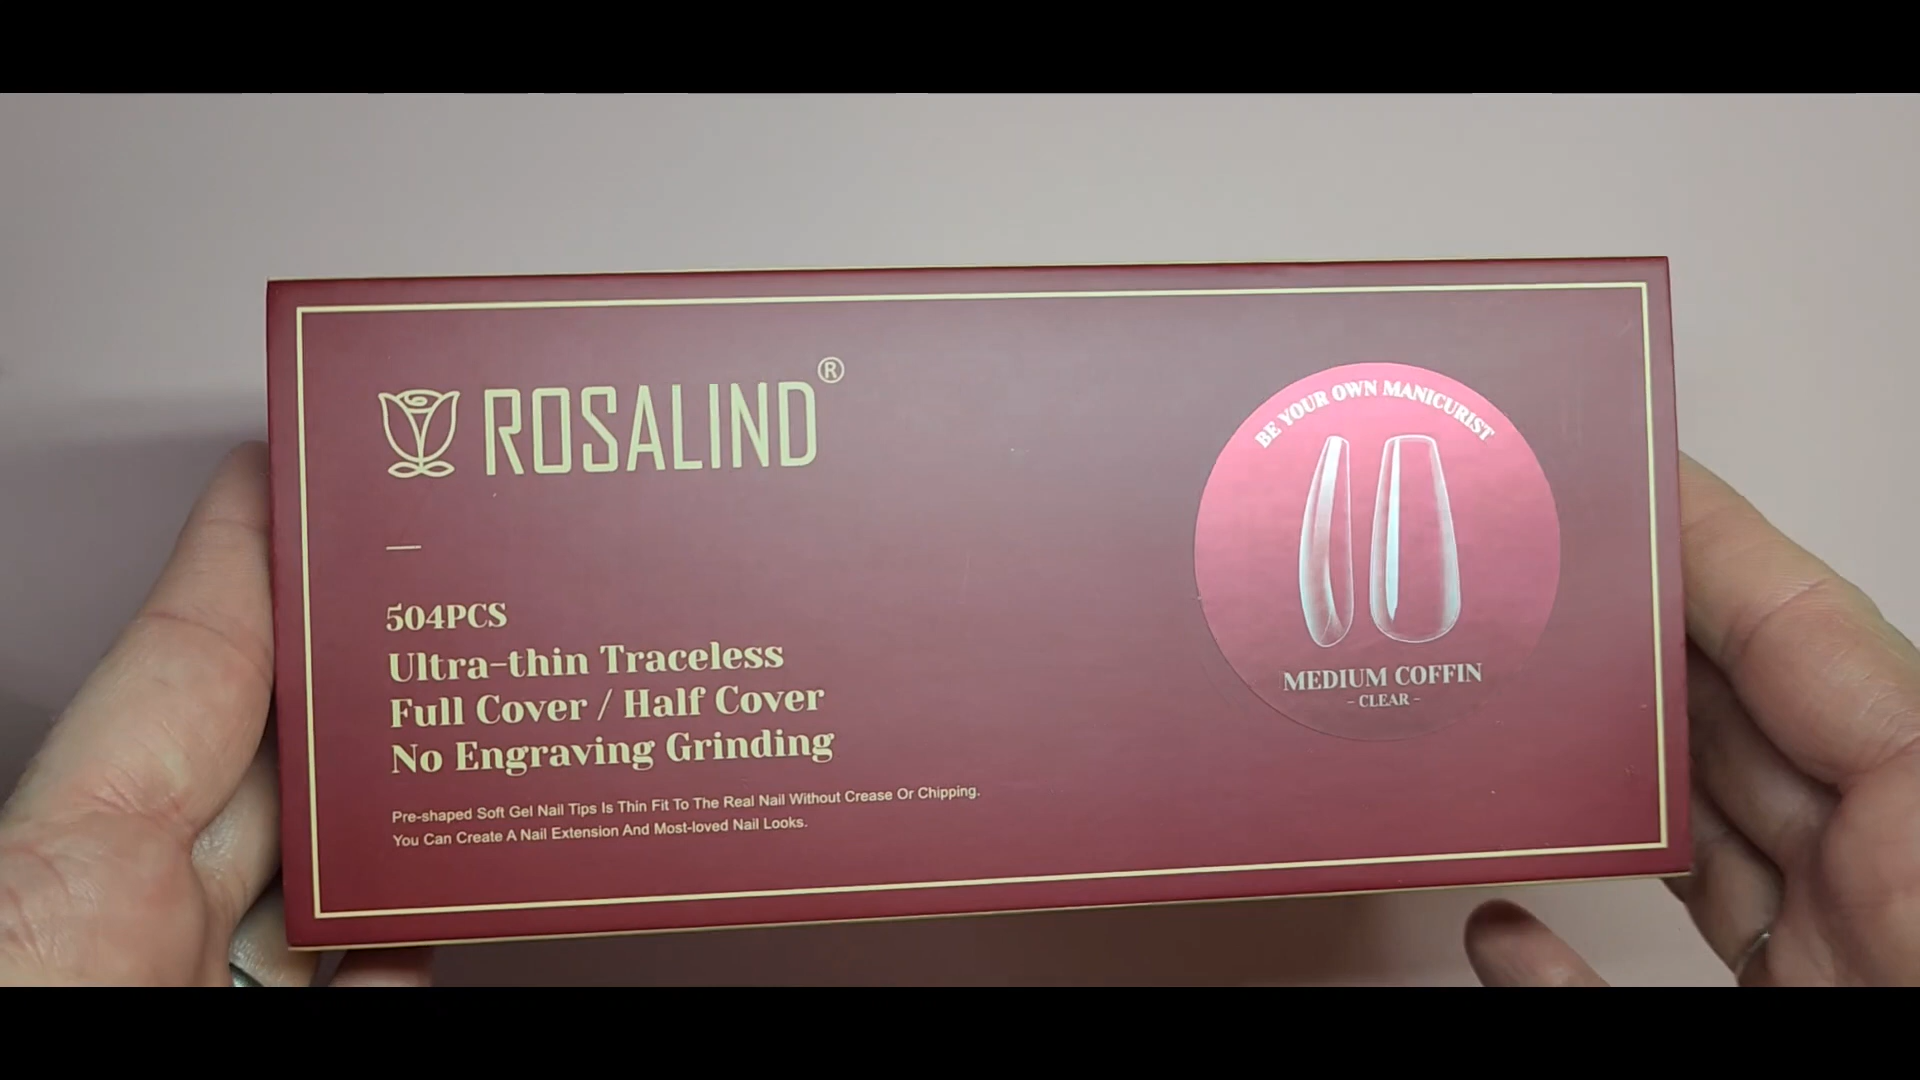 ROSALIND®
504PCS
Ultra-thin Traceless
Full Cover / Half Cover
No Engraving Grinding
Pre-shaped Soft Gel Nail Tips Is Thin Fit To The Real Nail Without Crease Or Chipping.
You Can Create A Nail Extension And Most-loved Nail Looks.
BE YOUR OWN MANICURIST
MEDIUM COFFIN
- CLEAR -